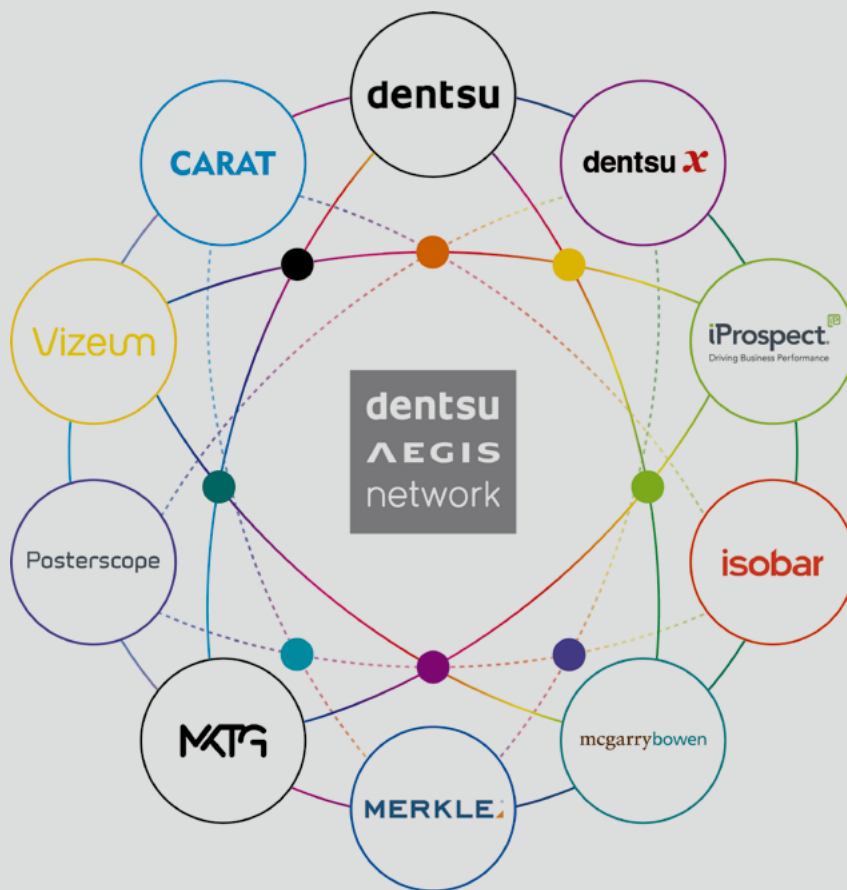 dentsu
dentsu x
iProspect.
Driving Business Performance
isobar
mcgarrybowen
MERKLE
MKTG
Posterscope
Vizeum
CARAT
dentsu
AEGIS
network